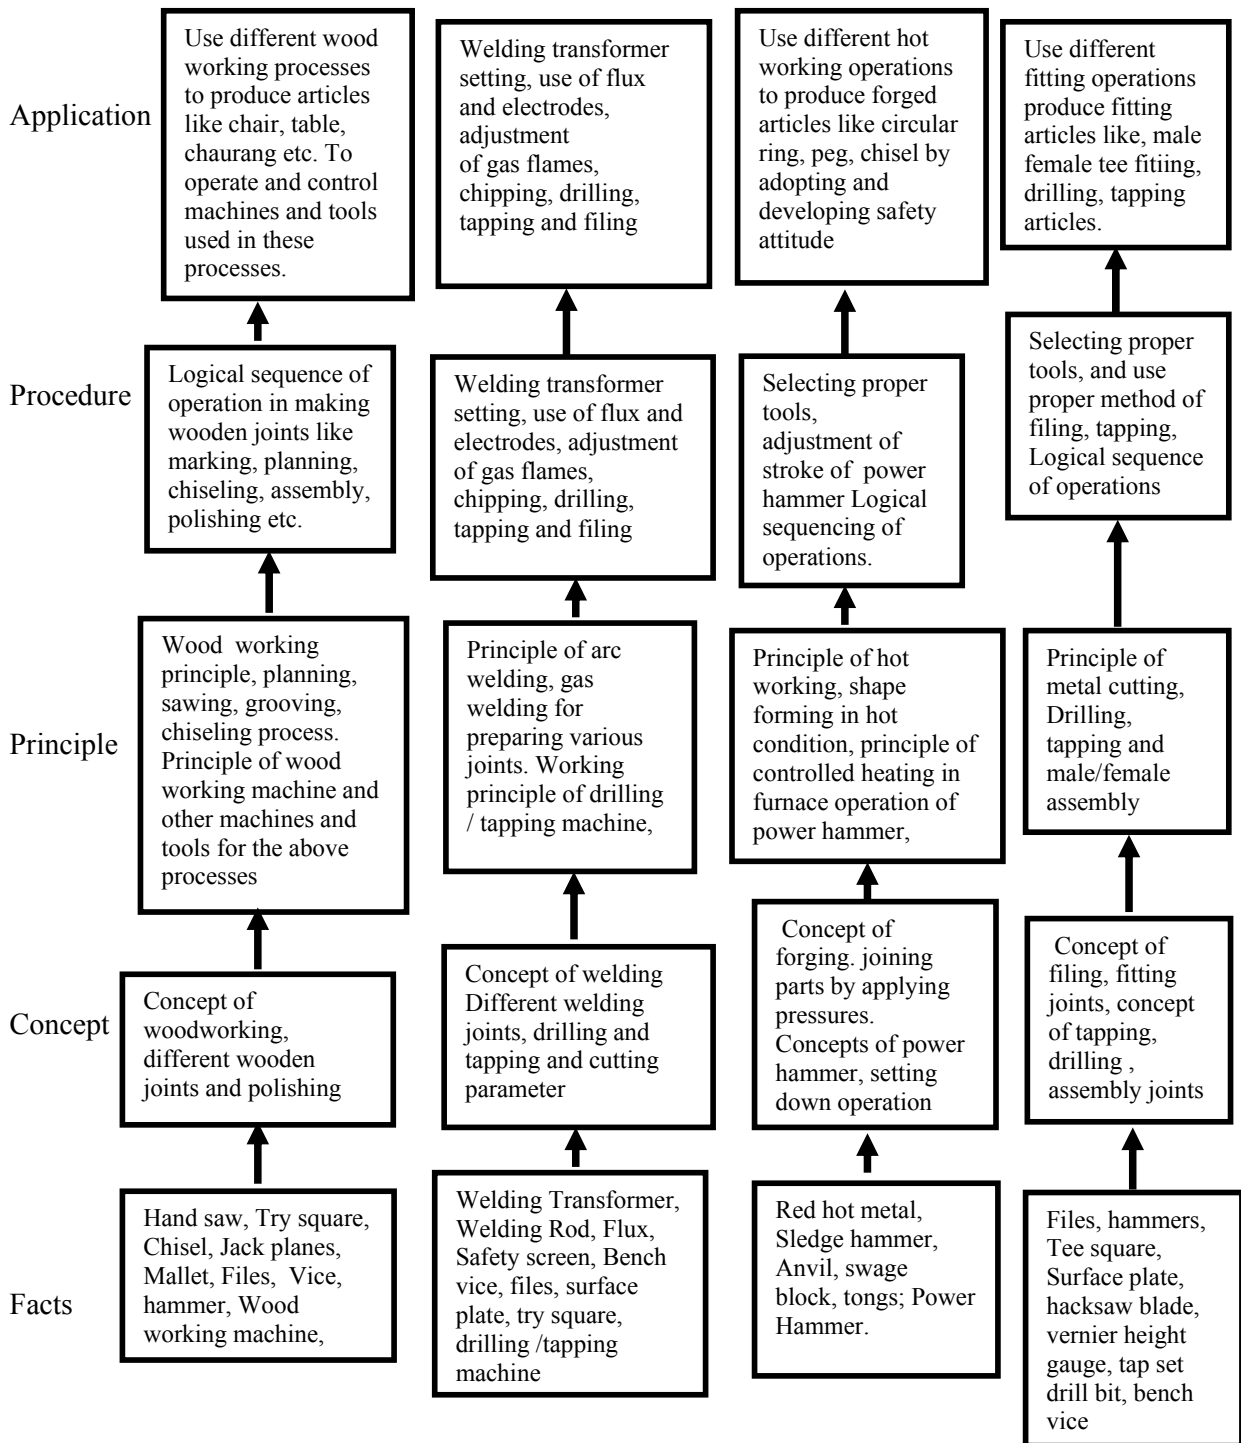 Application
Use different wood
working processes
to produce articles
like chair, table,
chaurang etc. To
operate and control
machines and tools
used in these
processes.
Welding transformer
setting, use of flux
and electrodes,
adjustment
of gas flames,
chipping, drilling,
tapping and filing
Use different hot
working operations
to produce forged
articles like circular
ring, peg, chisel by
adopting and
developing safety
attitude
Use different
fitting operations
produce fitting
articles like, male
female tee fitiing,
drilling, tapping
articles.
Procedure
Logical sequence of
operation in making
wooden joints like
marking, planning,
chiseling, assembly,
polishing etc.
Welding transformer
setting, use of flux and
electrodes, adjustment
of gas flames,
chipping, drilling,
tapping and filing
Selecting proper
tools,
adjustment of
stroke of power
hammer Logical
sequencing of
operations.
Selecting proper
tools, and use
proper method of
filing, tapping,
Logical sequence
of operations
Principle
Wood working
principle, planning,
sawing, grooving,
chiseling process.
Principle of wood
working machine and
other machines and
tools for the above
processes
Principle of arc
welding, gas
welding for
preparing various
joints. Working
principle of drilling
/ tapping machine,
Principle of hot
working, shape
forming in hot
condition, principle of
controlled heating in
furnace operation of
power hammer,
Principle of
metal cutting,
Drilling,
tapping and
male/female
assembly
Concept
Concept of
woodworking,
different wooden
joints and polishing
Concept of welding
Different welding
joints, drilling and
tapping and cutting
parameter
Concept of
forging. joining
parts by applying
pressures.
Concepts of power
hammer, setting
down operation
Concept of
filing, fitting
joints, concept
of tapping,
drilling ,
assembly joints
Facts
Hand saw, Try square,
Chisel, Jack planes,
Mallet, Files, Vice,
hammer, Wood
working machine,
Welding Transformer,
Welding Rod, Flux,
Safety screen, Bench
vice, files, surface
plate, try square,
drilling /tapping
machine
Red hot metal,
Sledge hammer,
Anvil, swage
block, tongs; Power
Hammer.
Files, hammers,
Tee square,
Surface plate,
hacksaw blade,
vernier height
gauge, tap set
drill bit, bench
vice